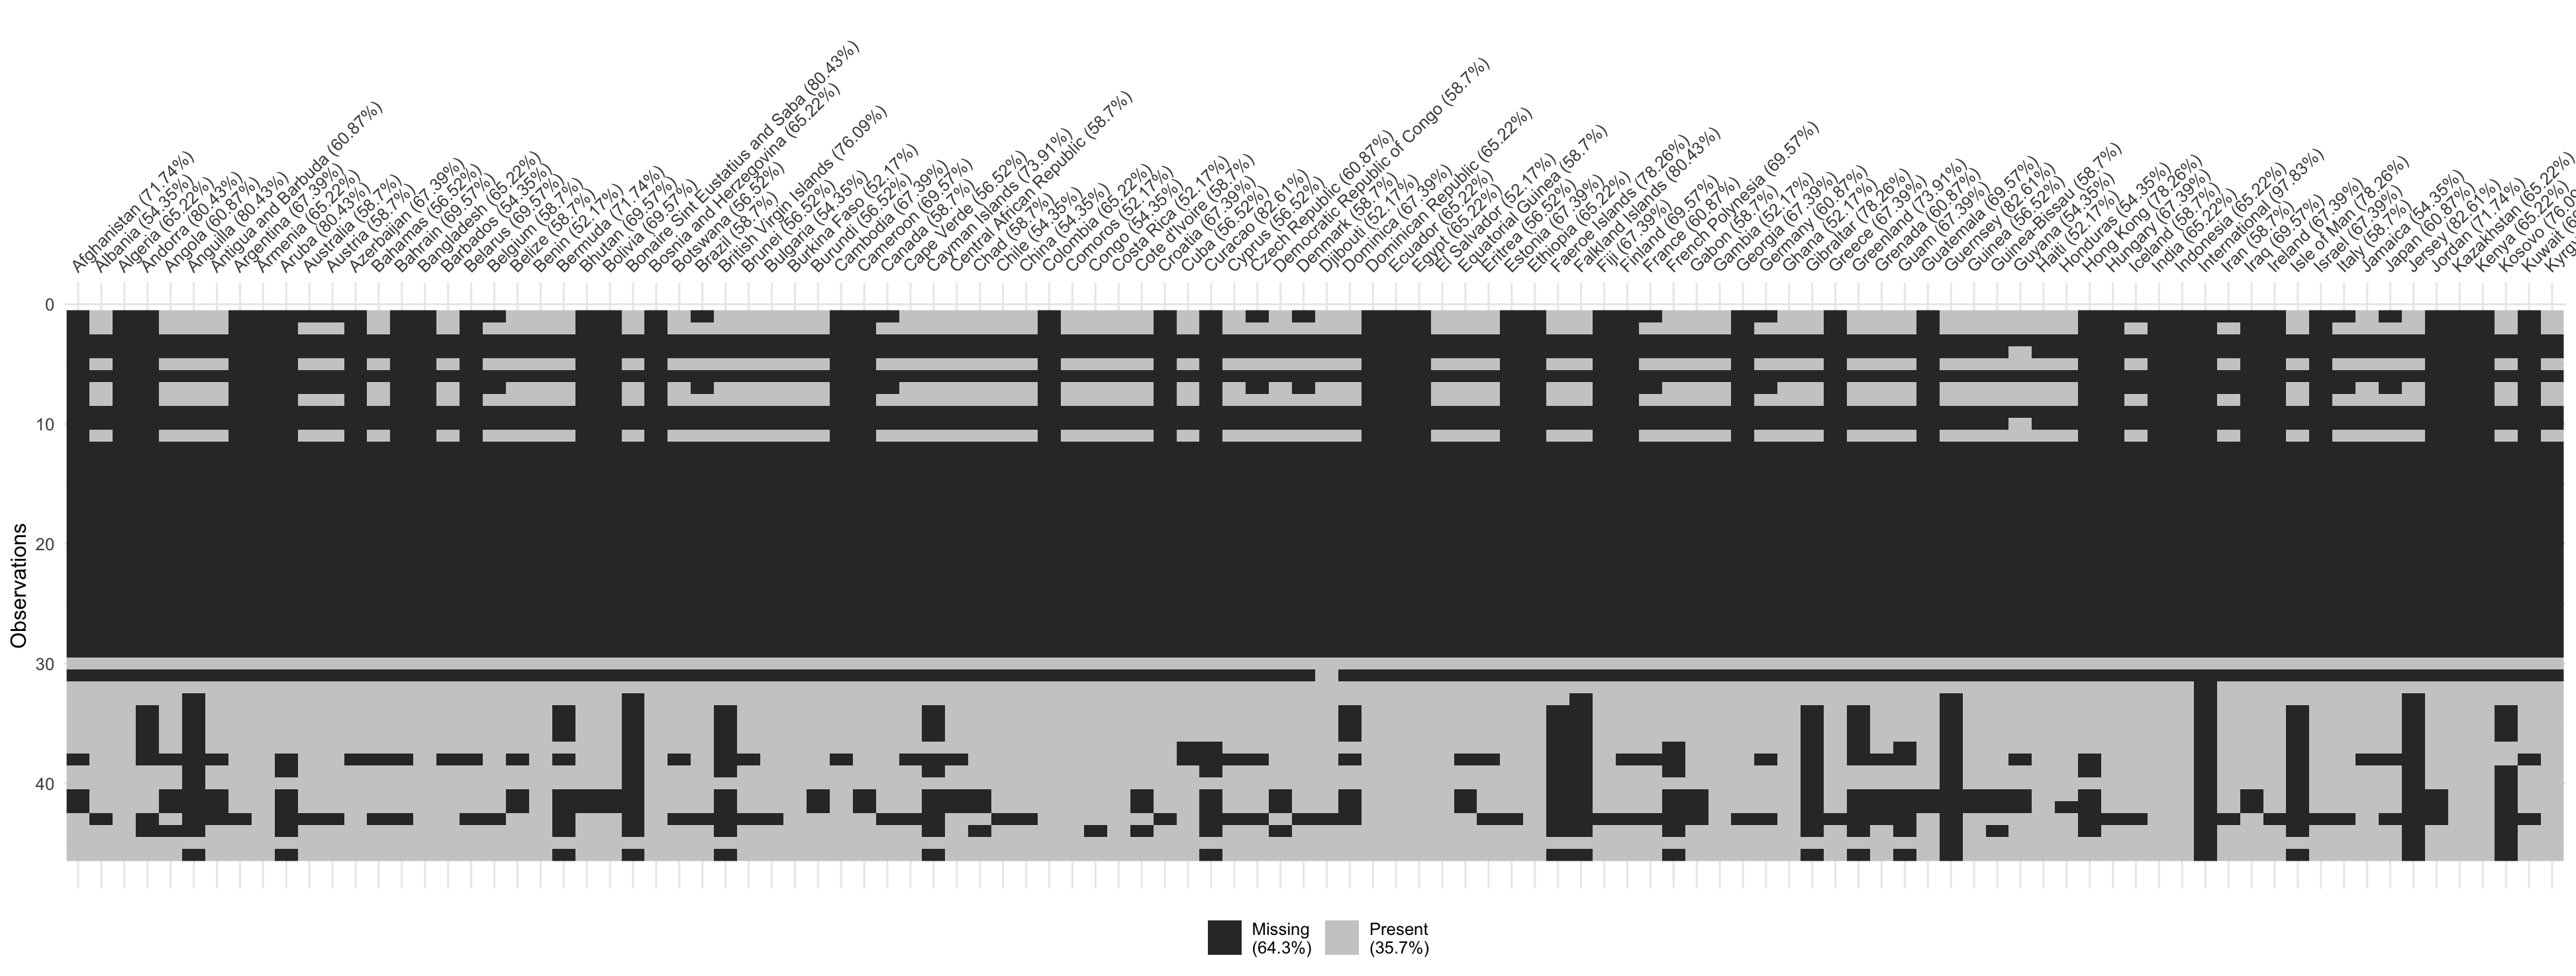 Afghanistan (71.74%)
Albania (54.35%)
Algeria (65.22%)
Andorra (80.43%)
Angola (60.87%)
Anguilla (80.43%)
Antigua and Barbuda (60.87%)
Argentina (67.39%)
Armenia (65.22%)
Aruba (80.43%)
Australia (58.7%)
Austria (58.7%)
Azerbaijan (67.39%)
Bahamas (56.52%)
Bahrain (69.57%)
Bangladesh (65.22%)
Barbados (54.35%)
Belarus (69.57%)
Belgium (58.7%)
Belize (58.7%)
Benin (52.17%)
Bermuda (71.74%)
Bhutan (69.57%)
Bolivia (69.57%)
Bonaire Sint Eustatius and Saba (80.43%)
Bosnia and Herzegovina (65.22%)
Botswana (56.52%)
Brazil (58.7%)
British Virgin Islands (76.09%)
Brunei (56.52%)
Bulgaria (54.35%)
Burkina Faso (52.17%)
Burundi (56.52%)
Cambodia (67.39%)
Cameroon (69.57%)
Canada (58.7%)
Cape Verde (56.52%)
Cayman Islands (73.91%)
Central African Republic (58.7%)
Chad (58.7%)
Chile (54.35%)
China (54.35%)
Colombia (65.22%)
Comoros (52.17%)
Congo (54.35%)
Costa Rica (52.17%)
Cote d'Ivoire (58.7%)
Croatia (67.39%)
Cuba (56.52%)
Curacao (82.61%)
Cyprus (56.52%)
Czech Republic (60.87%)
Democratic Republic of Congo (58.7%)
Denmark (58.7%)
Djibouti (52.17%)
Dominica (67.39%)
Dominican Republic (65.22%)
Ecuador (65.22%)
Egypt (65.22%)
El Salvador (52.17%)
Equatorial Guinea (58.7%)
Eritrea (56.52%)
Estonia (67.39%)
Ethiopia (65.22%)
Faeroe Islands (78.26%)
Falkland Islands (80.43%)
Fiji (67.39%)
Finland (69.57%)
France (60.87%)
French Polynesia (69.57%)
Gabon (58.7%)
Gambia (52.17%)
Georgia (67.39%)
Germany (60.87%)
Ghana (52.17%)
Gibraltar (78.26%)
Greece (67.39%)
Greenland (73.91%)
Grenada (60.87%)
Guam (67.39%)
Guatemala (69.57%)
Guernsey (82.61%)
Guinea (56.52%)
Guinea-Bissau (58.7%)
Guyana (54.35%)
Haiti (52.17%)
Honduras (54.35%)
Hong Kong (78.26%)
Hungary (67.39%)
Iceland (58.7%)
India (65.22%)
Indonesia (65.22%)
International (97.83%)
Iran (58.7%)
Iraq (69.57%)
Ireland (67.39%)
Isle of Man (78.26%)
Israel (67.39%)
Italy (58.7%)
Jamaica (54.35%)
Japan (60.87%)
Jersey (82.61%)
Jordan (71.74%)
Kazakhstan (65.22%)
Kenya (65.22%)
Kosovo (76.0
Kuwait (6
Kyrg
0
10
20
30
40
Observations
Missing
(64.3%)
Present
(35.7%)